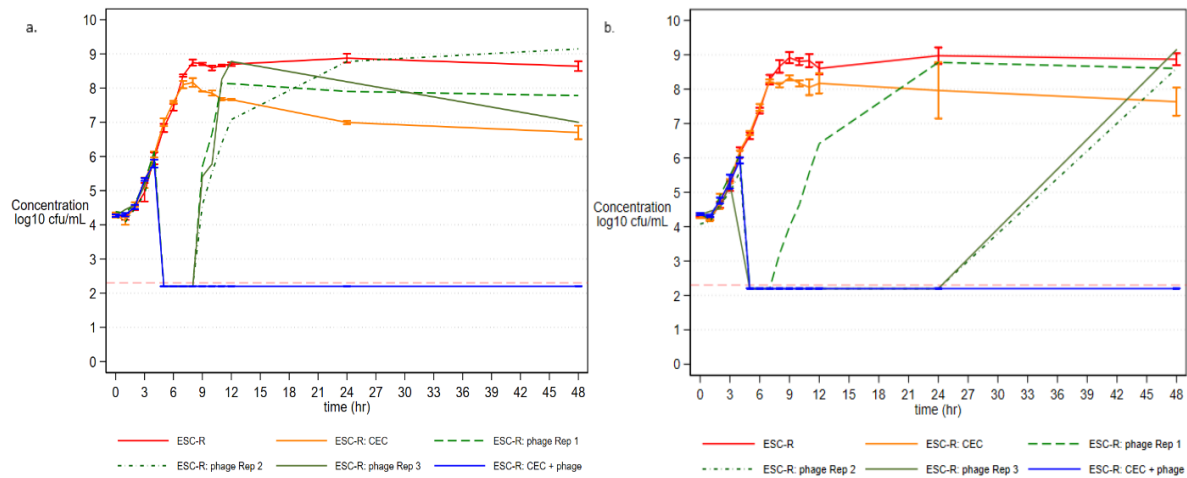 a.
10
9
8
7
6
5
Concentration
log10 cfu/mL
4
3
2
1
0
0 3 6 9 12 15 18 21 24 27 30 33 36 39 42 45 48
time (hr)
ESC-R ESC-R: CEC ESC-R: phage Rep 1
ESC-R: phage Rep 2 ESC-R: phage Rep 3 ESC-R: CEC + phage
b.
10
9
8
7
6
5
Concentration
log10 cfu/mL
4
3
2
1
0
0 3 6 9 12 15 18 21 24 27 30 33 36 39 42 45 48
time (hr)
ESC-R ESC-R: CEC ESC-R: phage Rep 1
ESC-R: phage Rep 2 ESC-R: phage Rep 3 ESC-R: CEC + phage